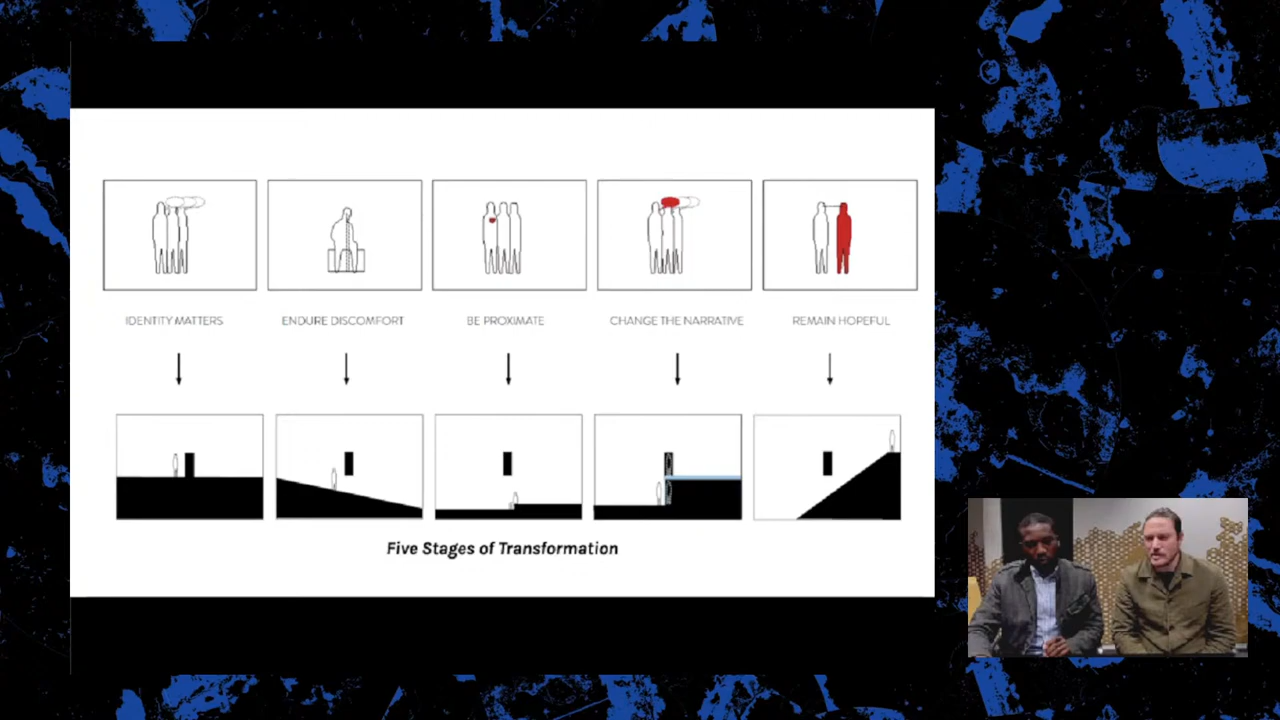 IDENTITY MATTERS
ENDURE DISCOMFORT
BE PROXIMATE
CHANGE THE NARRATIVE
REMAIN HOPEFUL
Five Stages of Transformation